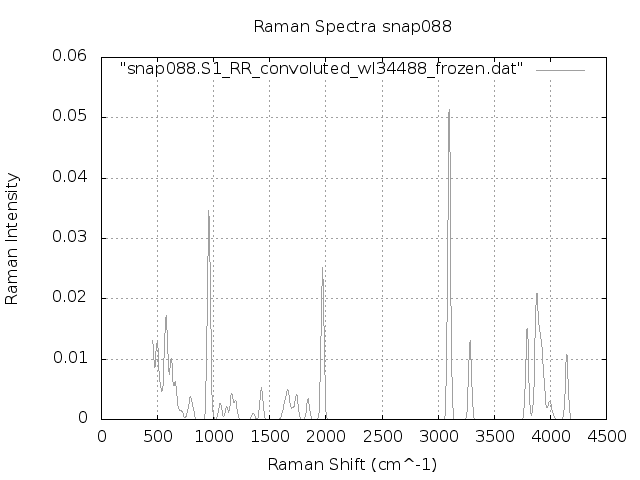 Raman Spectra snap088
"snap088.S1_RR_convoluted_wl34488_frozen.dat"
0.06
0.05
0.04
0.03
0.02
0.01
0
Raman Intensity
0 500 1000 1500 2000 2500 3000 3500 4000 4500
Raman Shift (cm^-1)